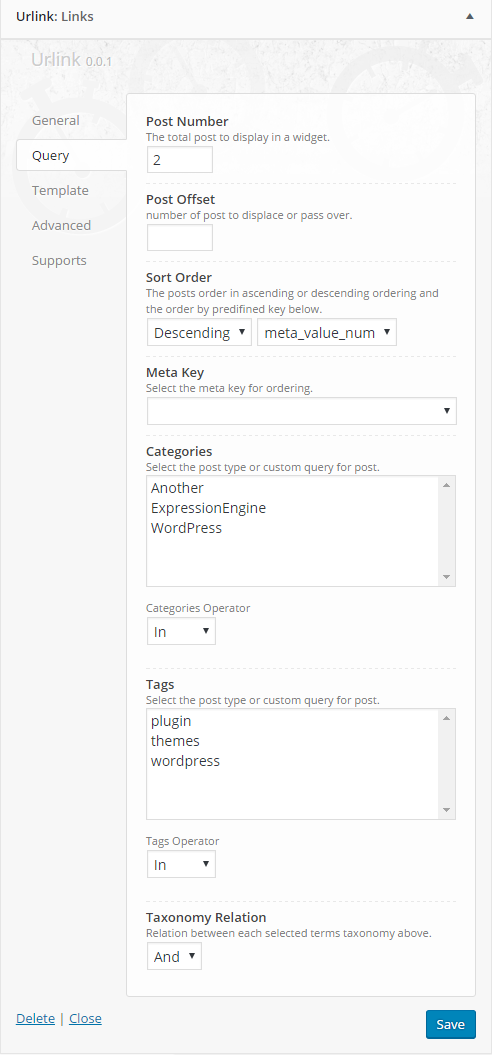 Urlink: Links
Urlink 0.0.1
General
Query
Template
Advanced
Supports
Post Number
The total post to display in a widget.
2
Post Offset
number of post to displace or pass over.
Sort Order
The posts order in ascending or descending ordering and
the order by predifined key below.
Descending meta_value_num
Meta Key
Select the meta key for ordering.
Categories
Select the post type or custom query for post.
Another
ExpressionEngine
WordPress
Categories Operator
In
Tags
Select the post type or custom query for post.
plugin
themes
wordpress
Tags Operator
In
Taxonomy Relation
Relation between each selected terms taxonomy above.
And
Delete | Close
Save